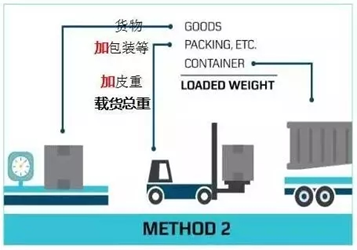 货物 GOODS
加包装等 PACKING, ETC.
加皮重 CONTAINER
载货总重 LOADED WEIGHT
METHOD 2